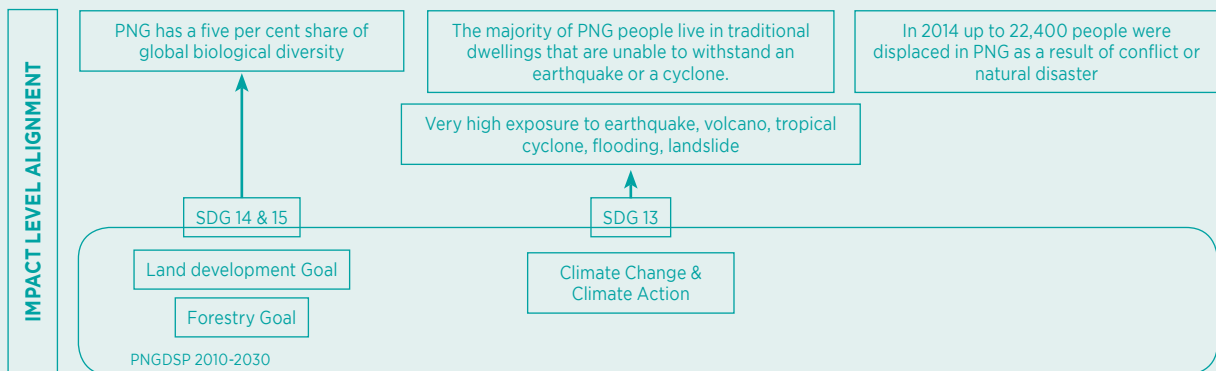 IMPACT LEVEL ALIGNMENT
PNG has a five per cent share of
global biological diversity
The majority of PNG people live in traditional
dwellings that are unable to withstand an
earthquake or a cyclone.
In 2014 up to 22,400 people were
displaced in PNG as a result of conflict or
natural disaster
Very high exposure to earthquake, volcano, tropical
cyclone, flooding, landslide
SDG 14 & 15
SDG 13
Land development Goal
Climate Change &
Climate Action
Forestry Goal
PNGDSP 2010-2030